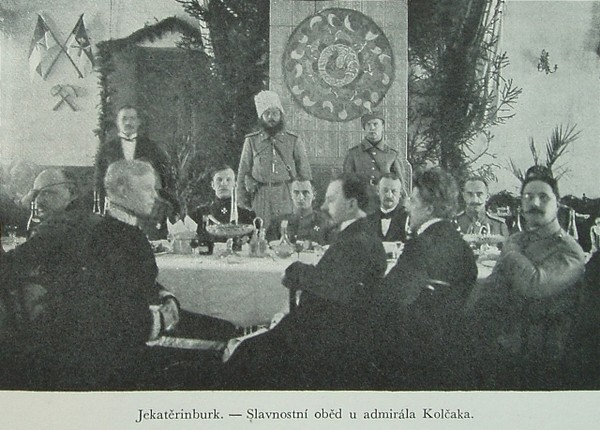 Jekatěrinburk. — Slavnostní oběd u admirála Kolčaka.